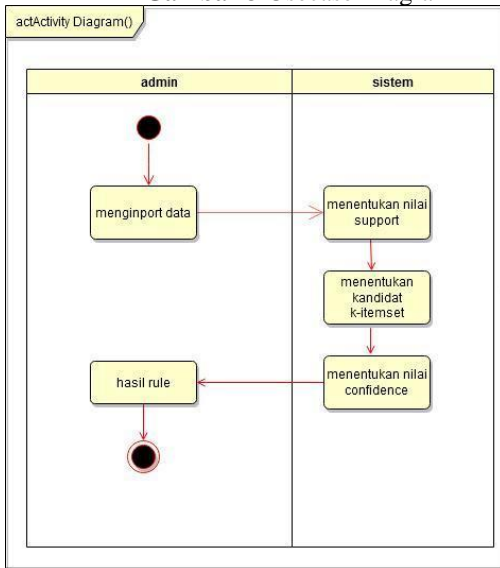 actActivity Diagram()
admin
sistem
menginport data
menentukan nilai
support
menentukan
kandidat
k-itemset
hasil rule
menentukan nilai
confidence